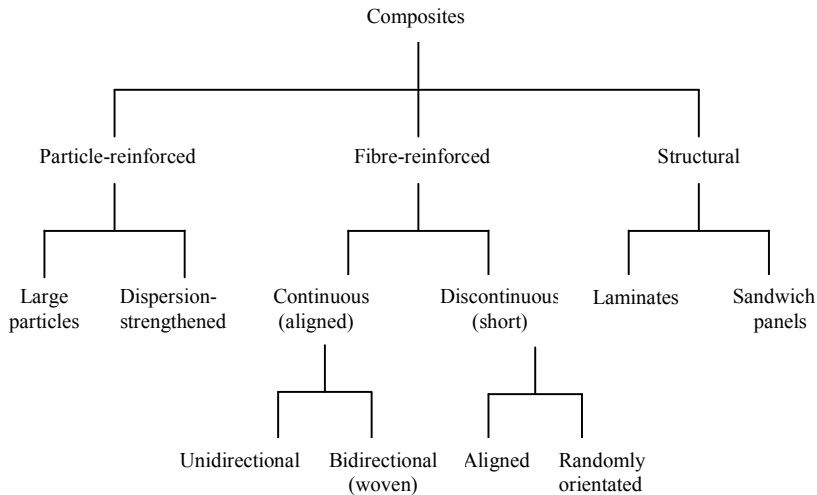 Composites
Particle-reinforced
Fibre-reinforced
Structural
Large
particles
Dispersion-
strengthened
Continuous
(aligned)
Discontinuous
(short)
Laminates
Sandwich
panels
Unidirectional
Bidirectional
(woven)
Aligned
Randomly
orientated